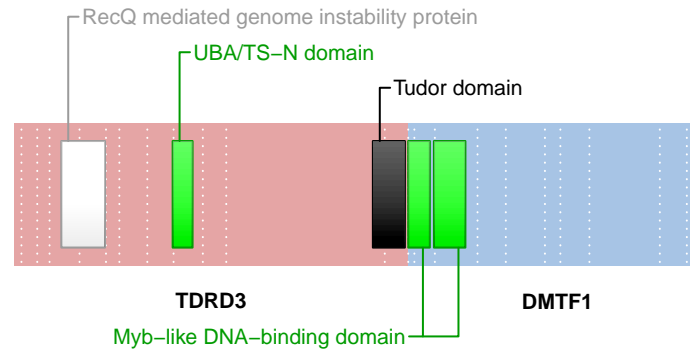 RecQ mediated genome instability protein
UBA/TS−N domain
Tudor domain
TDRD3
DMTF1
Myb−like DNA−binding domain